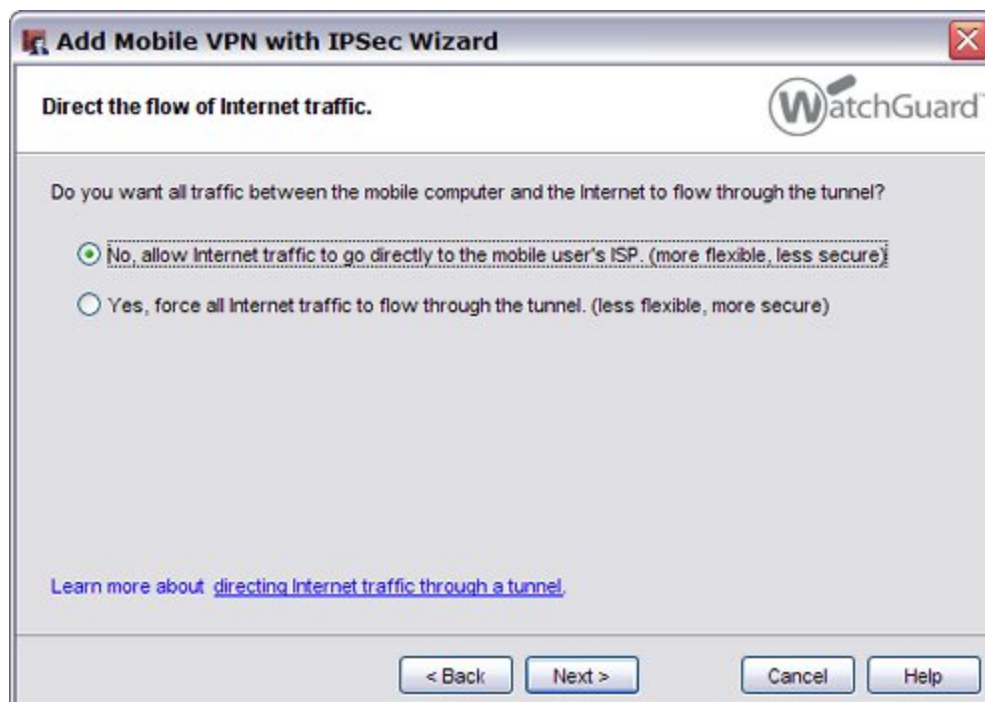 Add Mobile VPN with IPSec Wizard
Direct the flow of Internet traffic.
WatchGuard
Do you want all traffic between the mobile computer and the Internet to flow through the tunnel?
No, allow Internet traffic to go directly to the mobile user's ISP. (more flexible, less secure)
Yes, force all Internet traffic to flow through the tunnel. (less flexible, more secure)
Learn more about directing Internet traffic through a tunnel.
< Back Next > Cancel Help